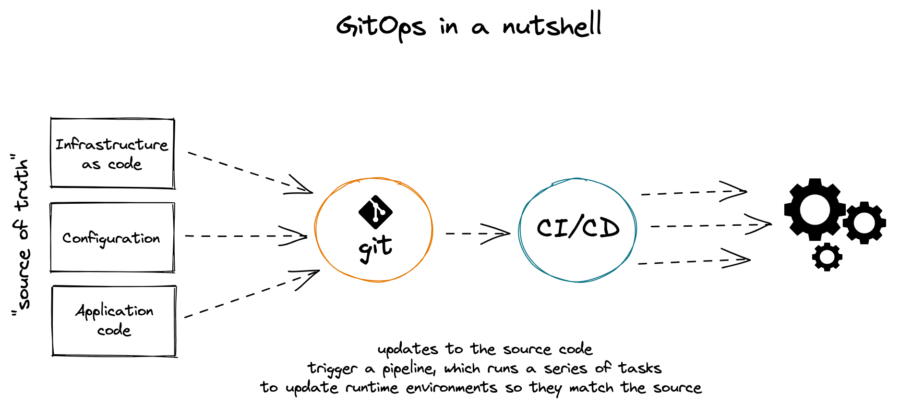 GitOps in a nutshell
"source of truth"
Infrastructure
as code
Configuration
Application
code
git
CI/CD
updates to the source code
trigger a pipeline, which runs a series of tasks
to update runtime environments so they match the source